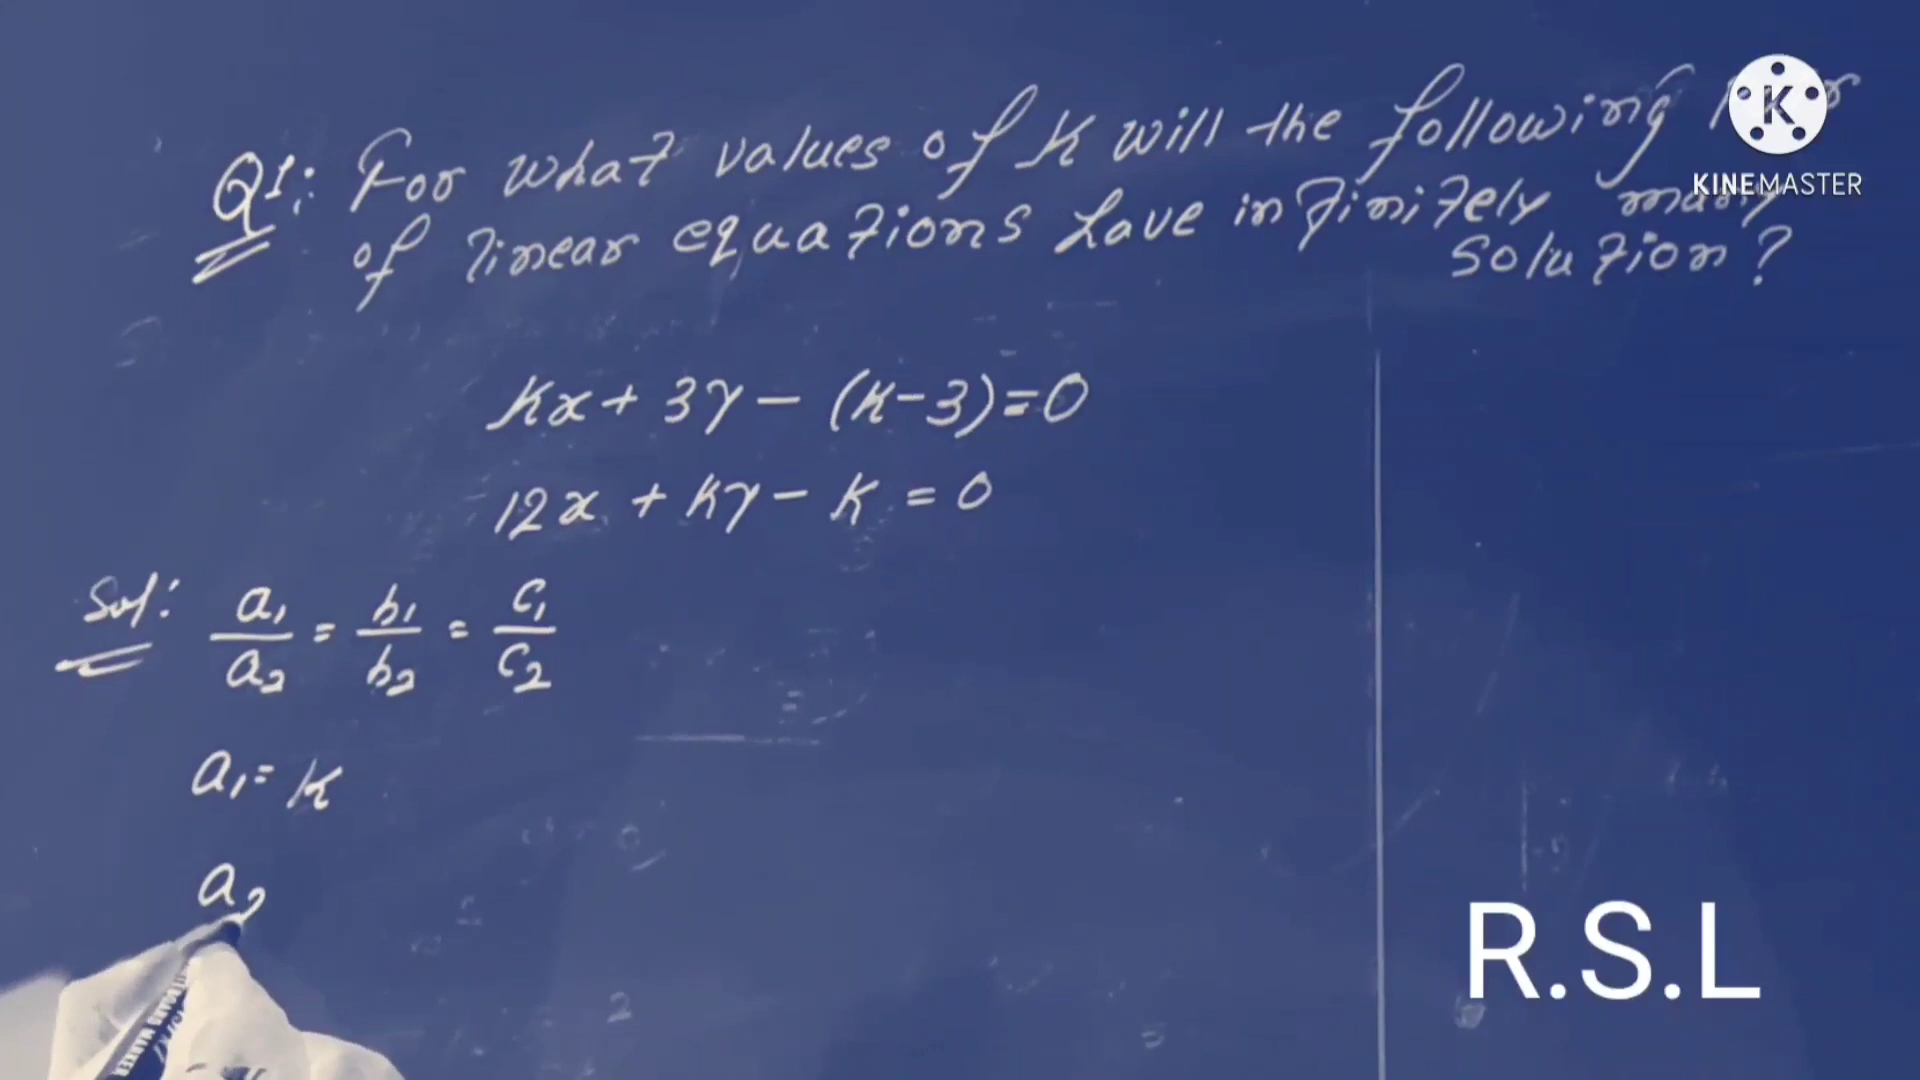 Q1: For what values of K will the following
of linear equations have infinitely many
solution?
Kx + 3y - (K-3) = 0
12x + Ky - K = 0
Sol: a₁/a₂ = b₁/b₂ = c₁/c₂
a₁ = K
a₂
K
KINEMASTER
R.S.L